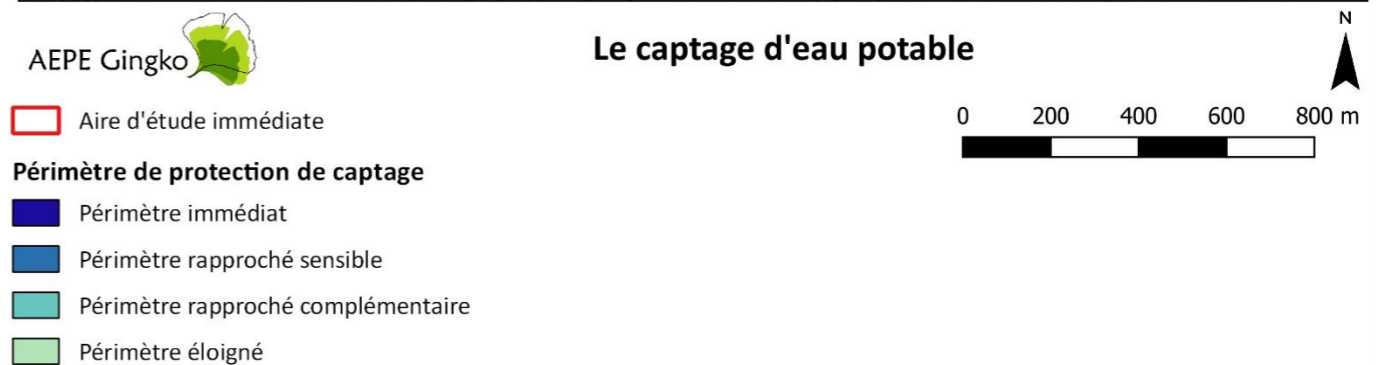 AEPE Gingko
Le captage d'eau potable
N
0 200 400 600 800 m
Aire d'étude immédiate
Périmètre de protection de captage
Périmètre immédiat
Périmètre rapproché sensible
Périmètre rapproché complémentaire
Périmètre éloigné